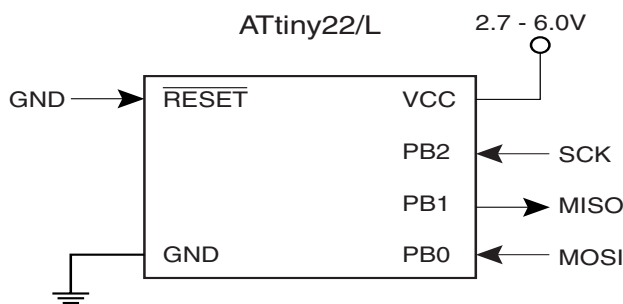 ATtiny22/L 2.7 - 6.0V
GND RESET VCC
PB2 SCK
PB1 MISO
GND PB0 MOSI